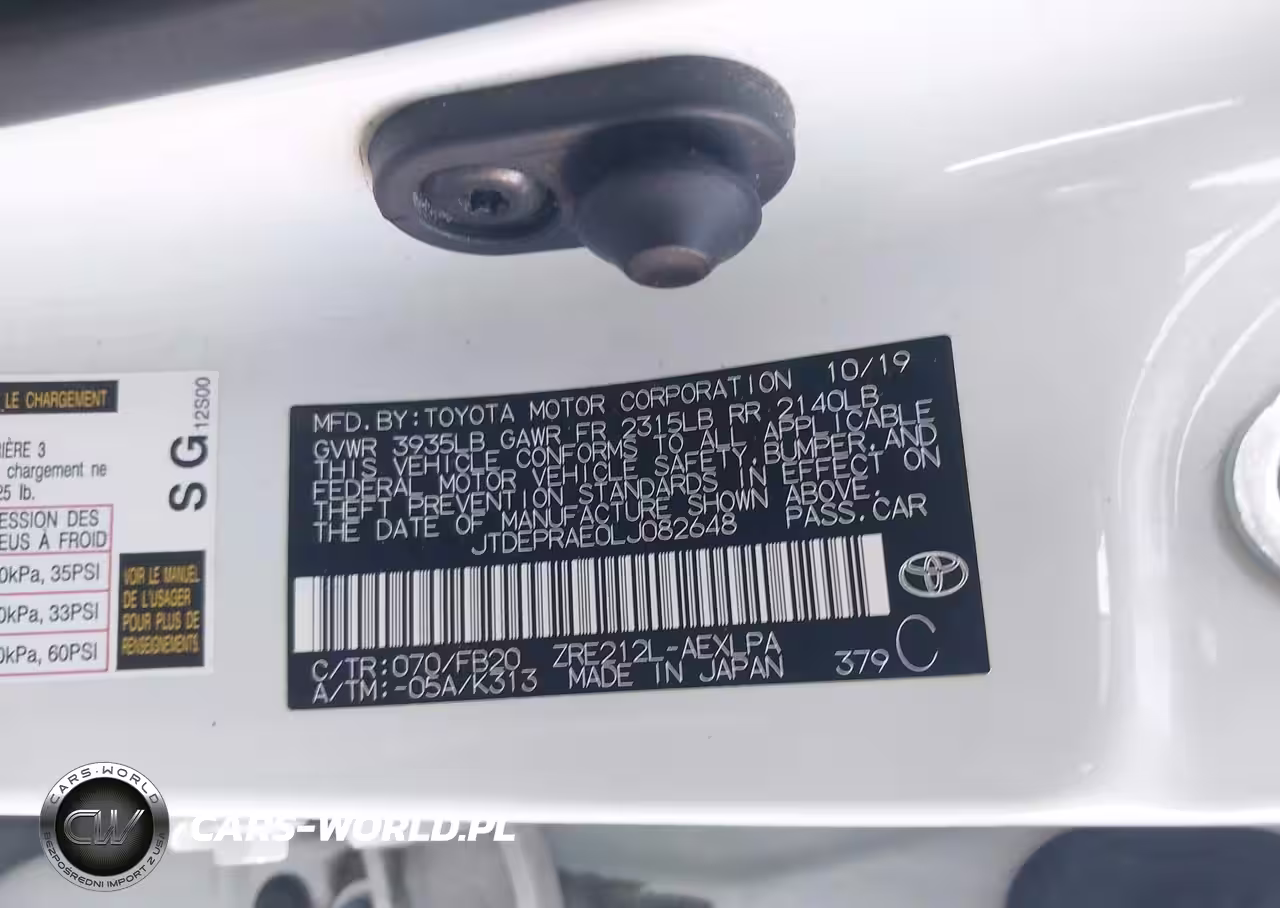 LE CHARGEMENT
IÈRE 3
chargement ne
25 lb.
ESSION DES
EUS À FROID
0kPa, 35PSI
0kPa, 33PSI
0kPa, 60PSI
S G 12S00
VOIR LE MANUEL
DE L'USAGER
POUR PLUS DE
RENSEIGNEMENTS
MFD. BY: TOYOTA MOTOR CORPORATION 10/19
GVWR 3935LB GAWR FR 2315LB RR 2140LB
THIS VEHICLE CONFORMS TO ALL APPLICABLE
FEDERAL MOTOR VEHICLE SAFETY, BUMPER, AND
THEFT PREVENTION STANDARDS IN EFFECT ON
THE DATE OF MANUFACTURE SHOWN ABOVE.
JTDEPRAE0LJ082648 PASS. CAR
C/TR: 070/FB20 ZRE212L-AEXLPA
A/TM: -05A/K313 MADE IN JAPAN 379 C
CARS-WORLD
CW
BEZPOŚREDNI IMPORT Z USA
CARS-WORLD.PL